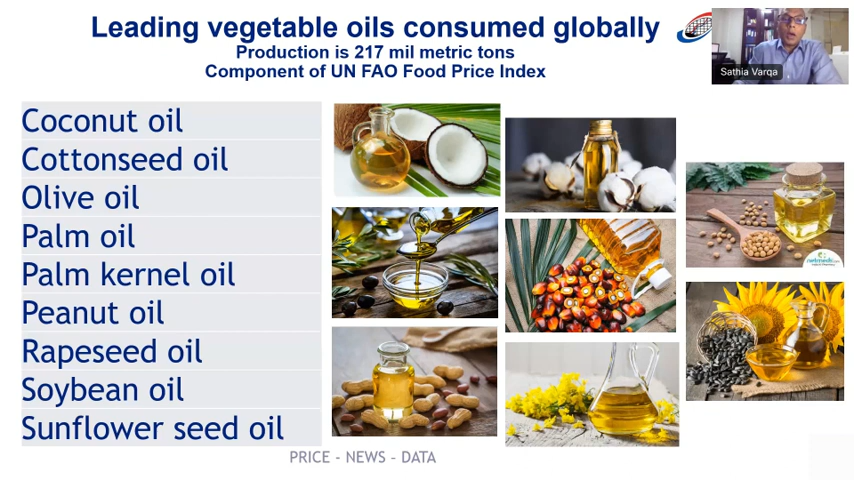 Leading vegetable oils consumed globally
Production is 217 mil metric tons
Component of UN FAO Food Price Index
Sathia Varqa
Coconut oil
Cottonseed oil
Olive oil
Palm oil
Palm kernel oil
Peanut oil
Rapeseed oil
Soybean oil
Sunflower seed oil
PRICE - NEWS - DATA